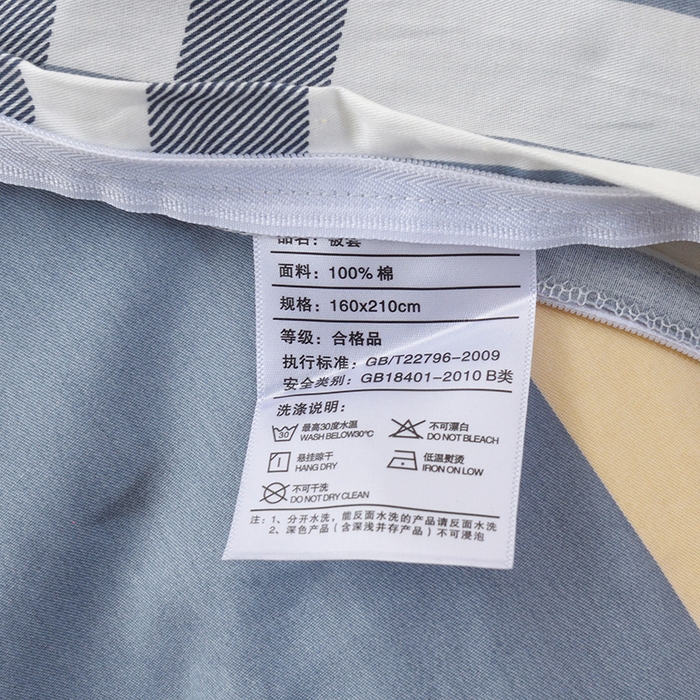 品名：被套
面料：100% 棉
规格：160x210cm
等级：合格品
执行标准：GB/T22796-2009
安全类别：GB18401-2010 B类
洗涤说明：
30 最高30度水温 不可漂白
WASH BELOW30°C DO NOT BLEACH
悬挂晾干 低温熨烫
HANG DRY IRON ON LOW
不可干洗
DO NOT DRY CLEAN
注：1、分开水洗，能反面水洗的产品请反面水洗
2、深色产品（含深浅并存产品）不可浸泡